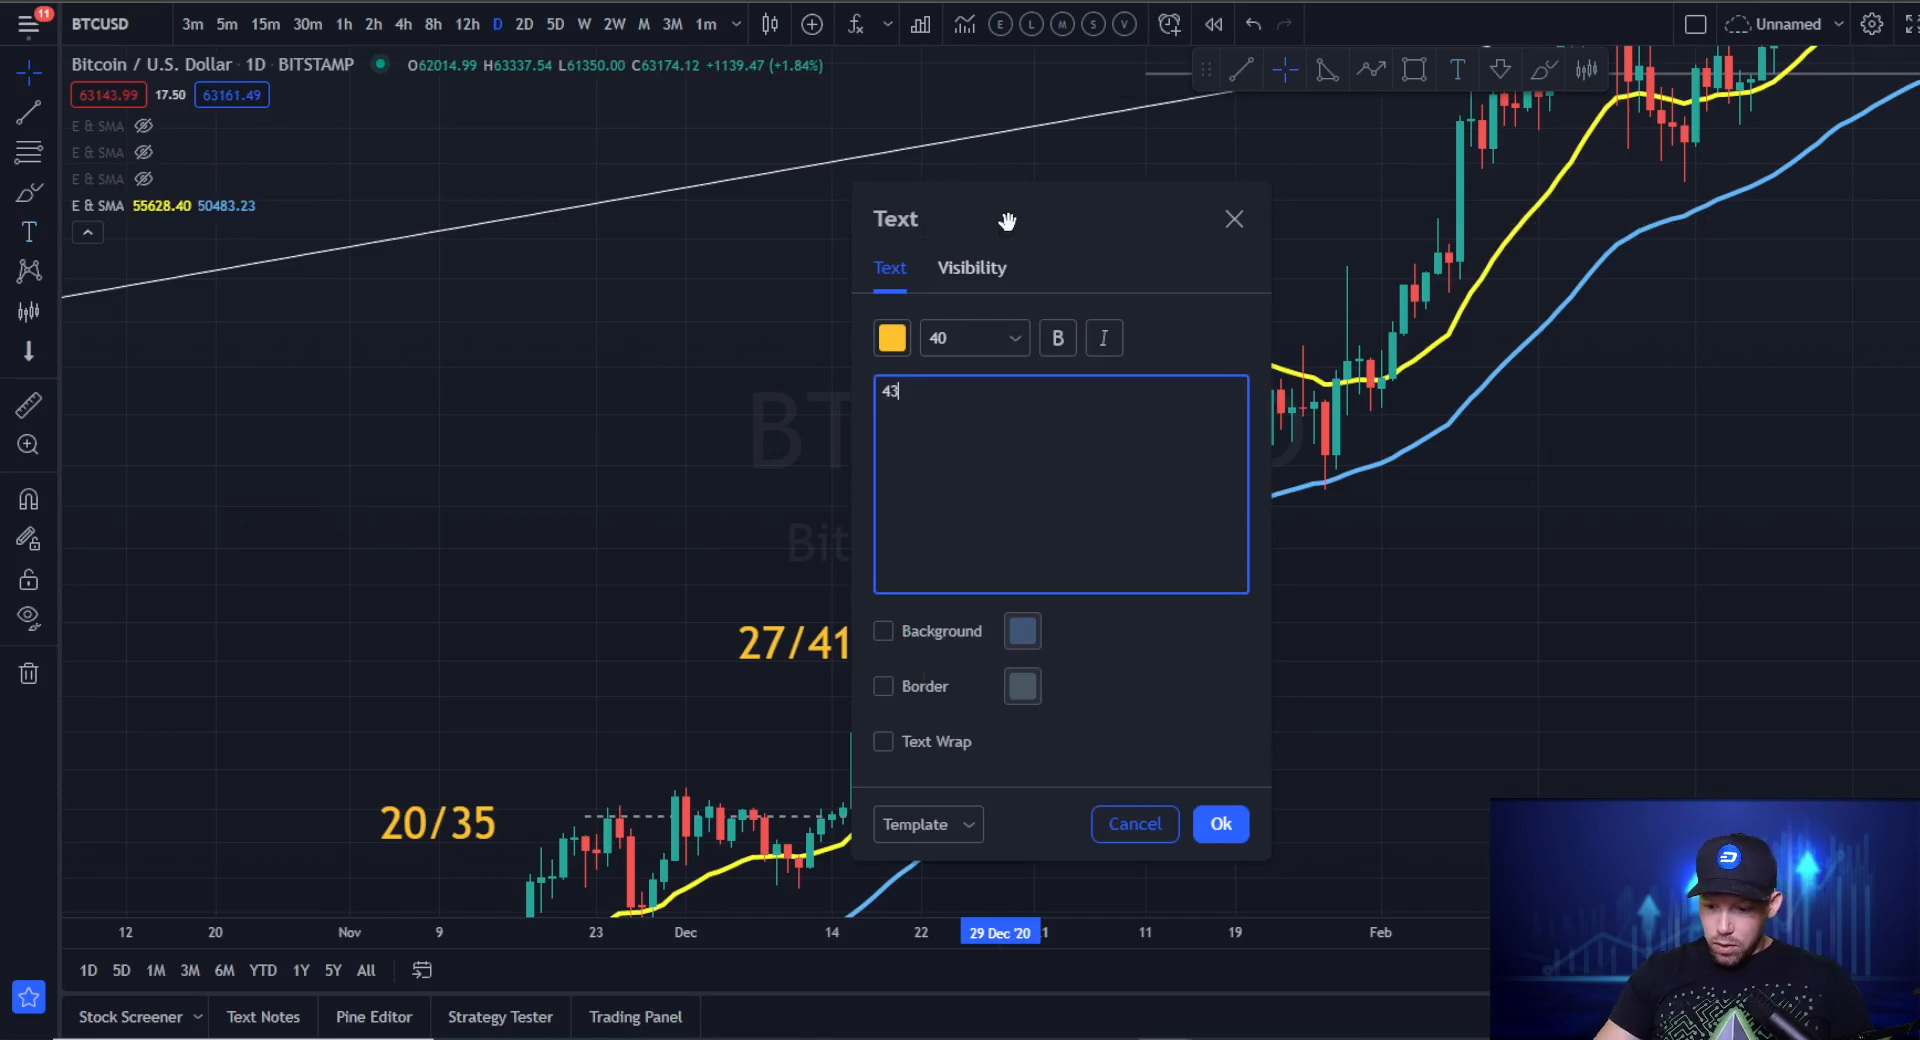 11
BTCUSD 3m 5m 15m 30m 1h 2h 4h 8h 12h D 2D 5D W 2W M 3M 1m E L M S V Unnamed
Bitcoin / U.S. Dollar 1D BITSTAMP O62014.99 H63337.54 L61350.00 C63174.12 +1139.47 (+1.84%)
63143.99 17.50 63161.49
E & SMA
E & SMA
E & SMA
E & SMA 55628.40 50483.23
Text
Text Visibility
40 B I
43
BT
Bit
Background
27/41
Border
Text Wrap
20/35
Template Cancel Ok
12 20 Nov 9 23 Dec 14 22 29 Dec '20 1 11 19 Feb
1D 5D 1M 3M 6M YTD 1Y 5Y All
Stock Screener Text Notes Pine Editor Strategy Tester Trading Panel